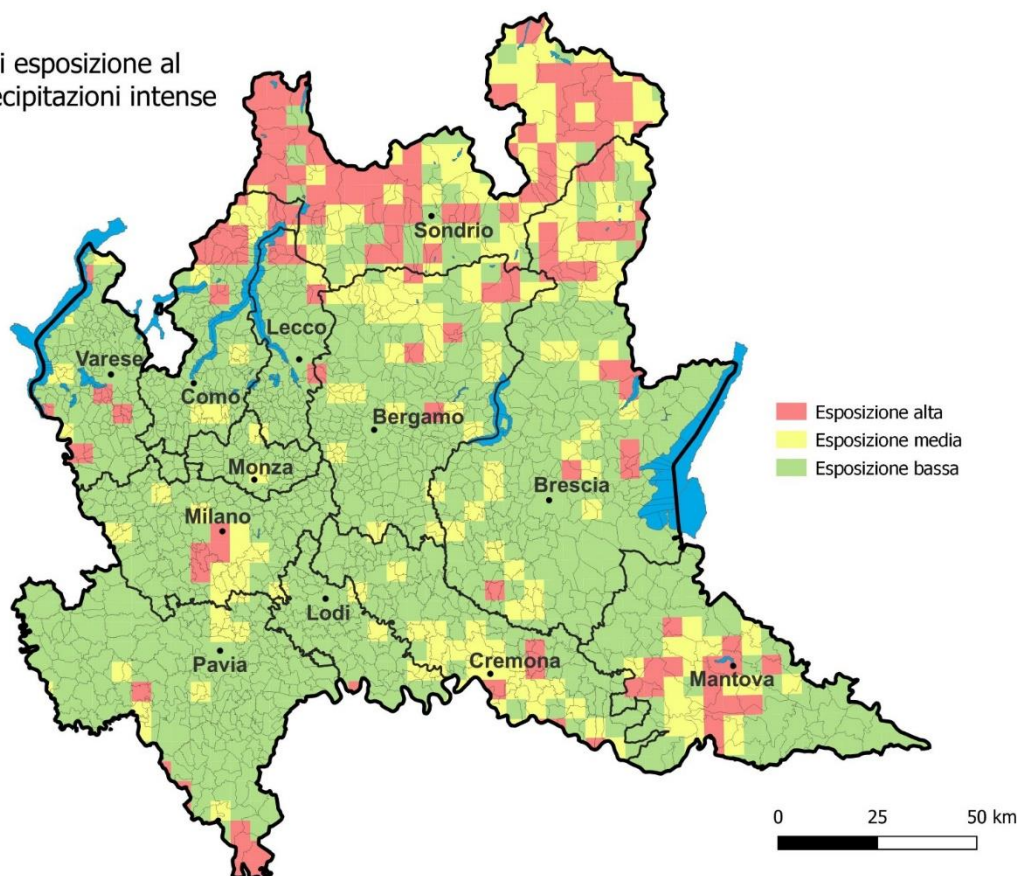 i esposizione al
ecipitazioni intense
Sondrio
Lecco
Varese
Como
Bergamo
Esposizione alta
Esposizione media
Esposizione bassa
Monza
Brescia
Milano
Lodi
Pavia
Cremona
Mantova
0 25 50 km